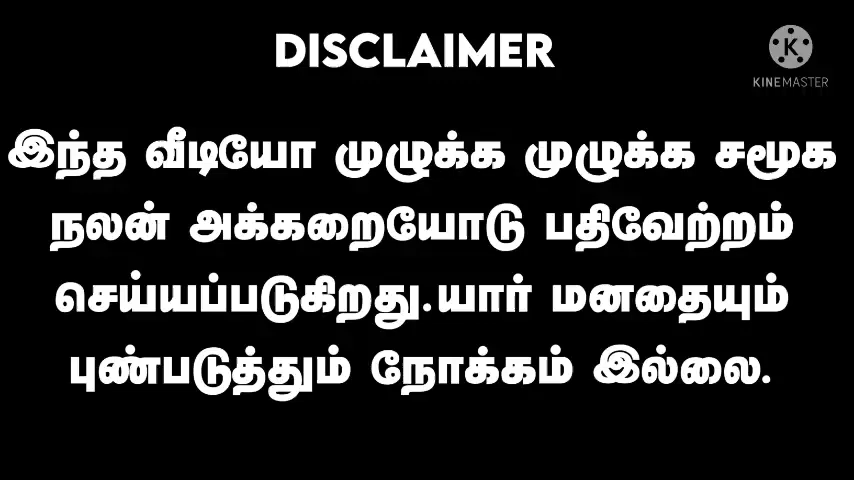 DISCLAIMER
KINEMASTER
இந்த வீடியோ முழுக்க முழுக்க சமூக
நலன் அக்கறையோடு பதிவேற்றம்
செய்யப்படுகிறது.யார் மனதையும்
புண்படுத்தும் நோக்கம் இல்லை.